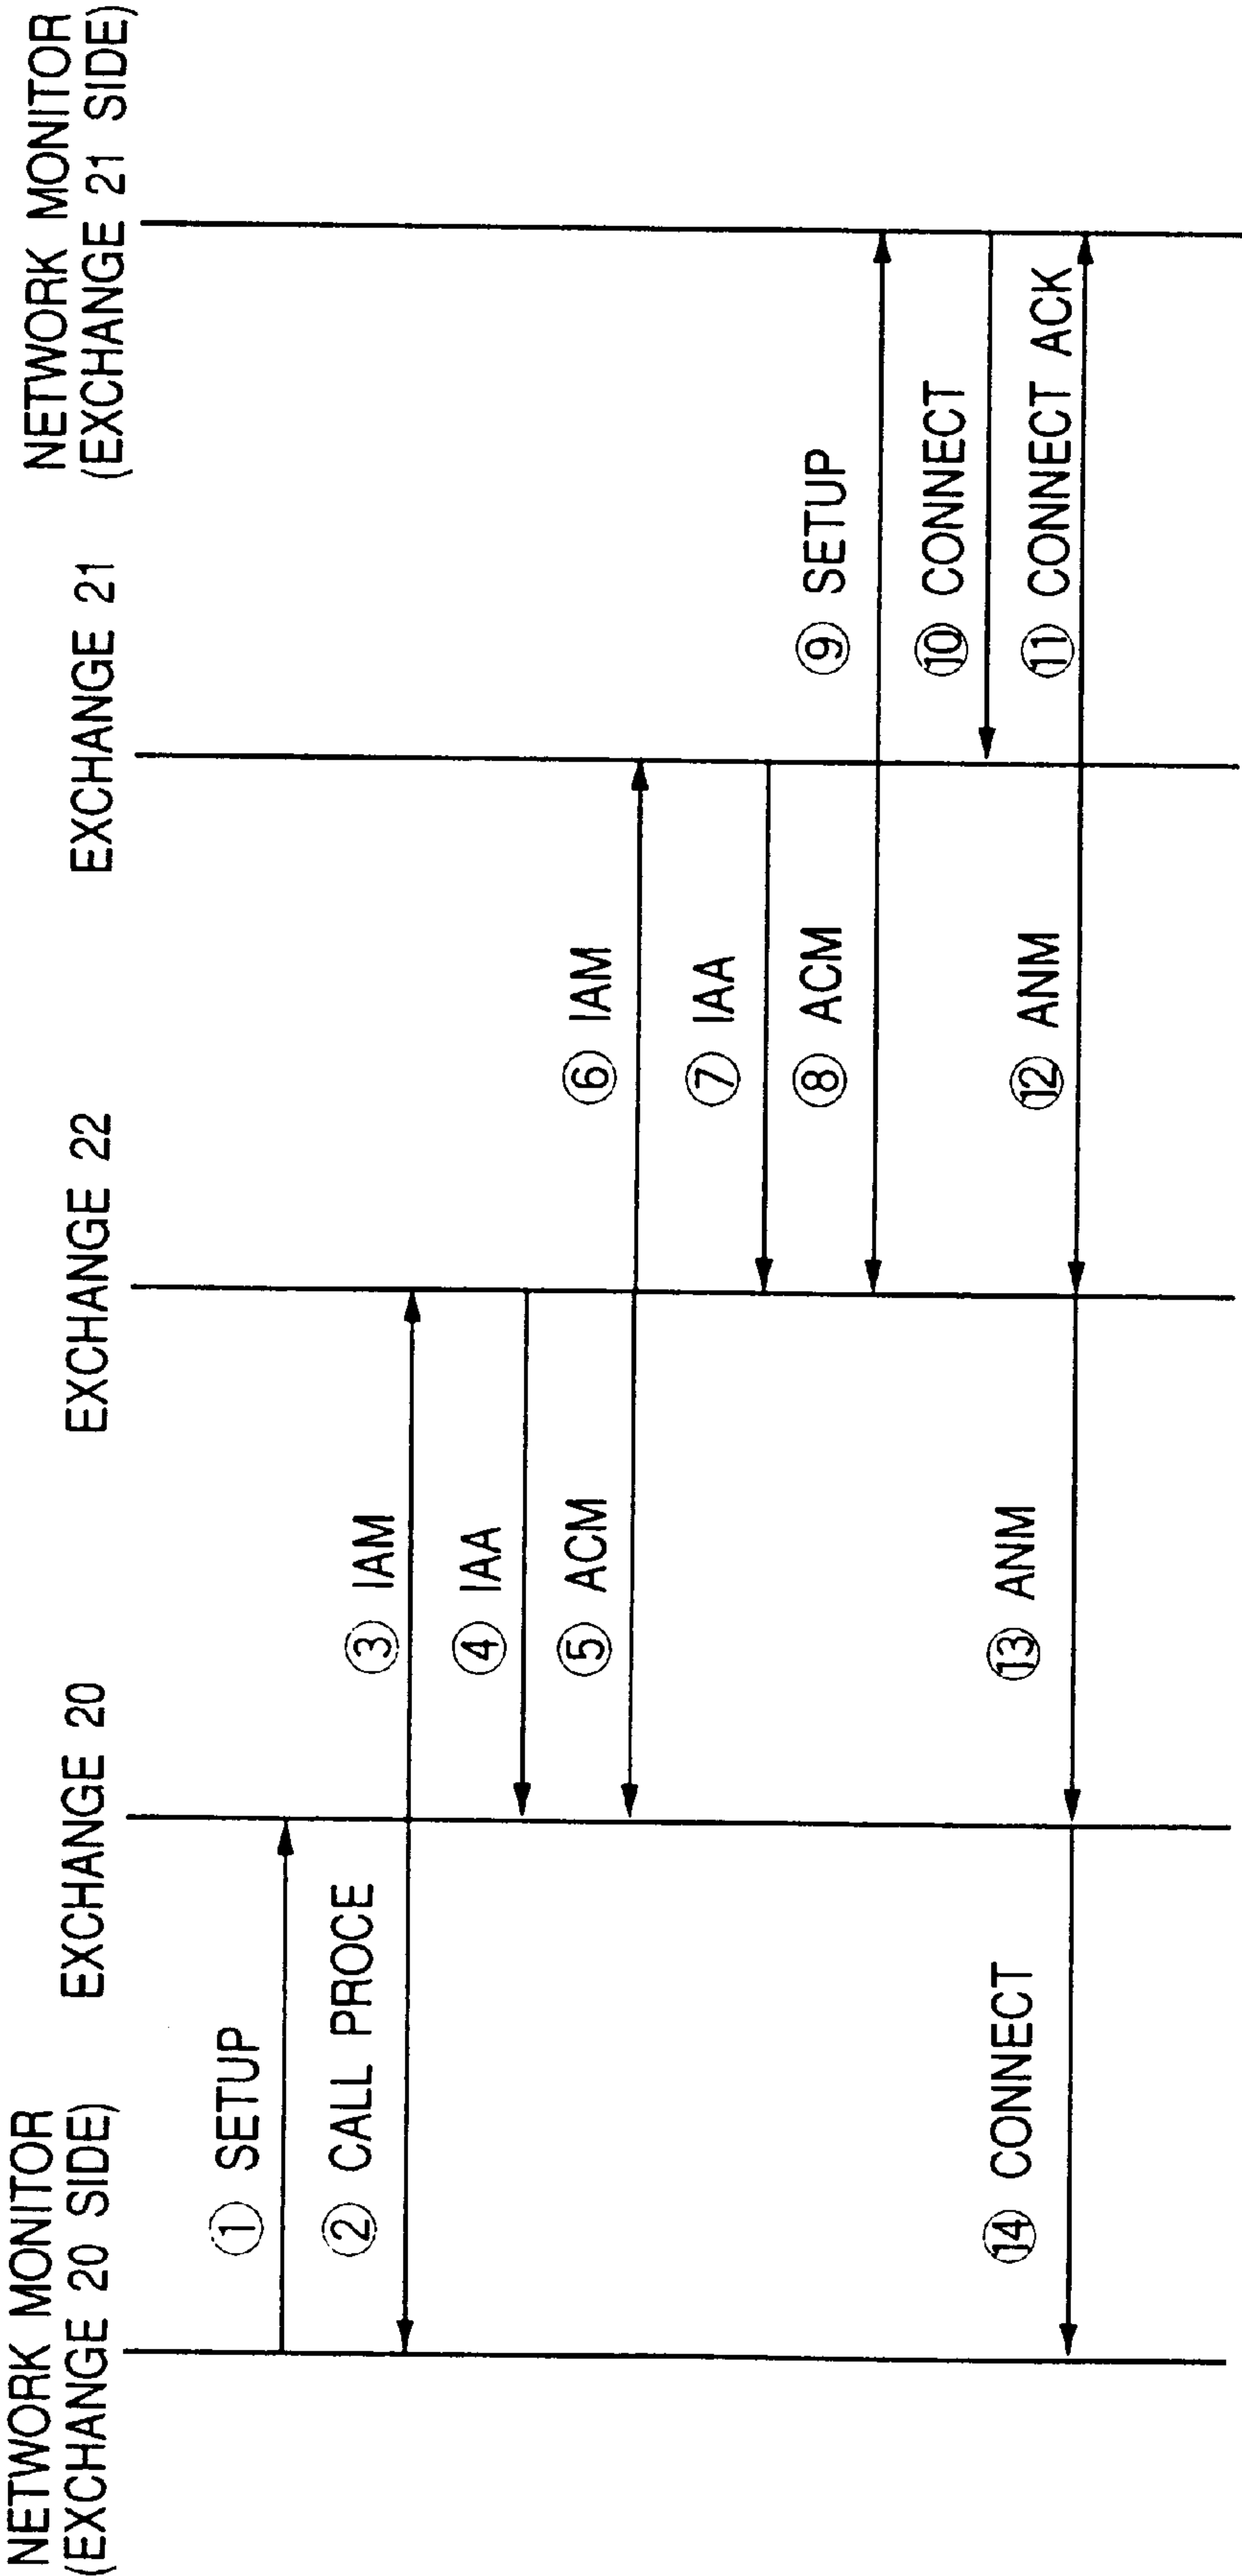 NETWORK MONITOR
(EXCHANGE 20 SIDE)
EXCHANGE 20
EXCHANGE 22
EXCHANGE 21
NETWORK MONITOR
(EXCHANGE 21 SIDE)
① SETUP
② CALL PROCE
③ IAM
④ IAA
⑤ ACM
⑥ IAM
⑦ IAA
⑧ ACM
⑨ SETUP
⑩ CONNECT
⑪ CONNECT ACK
⑫ ANM
⑬ ANM
⑭ CONNECT